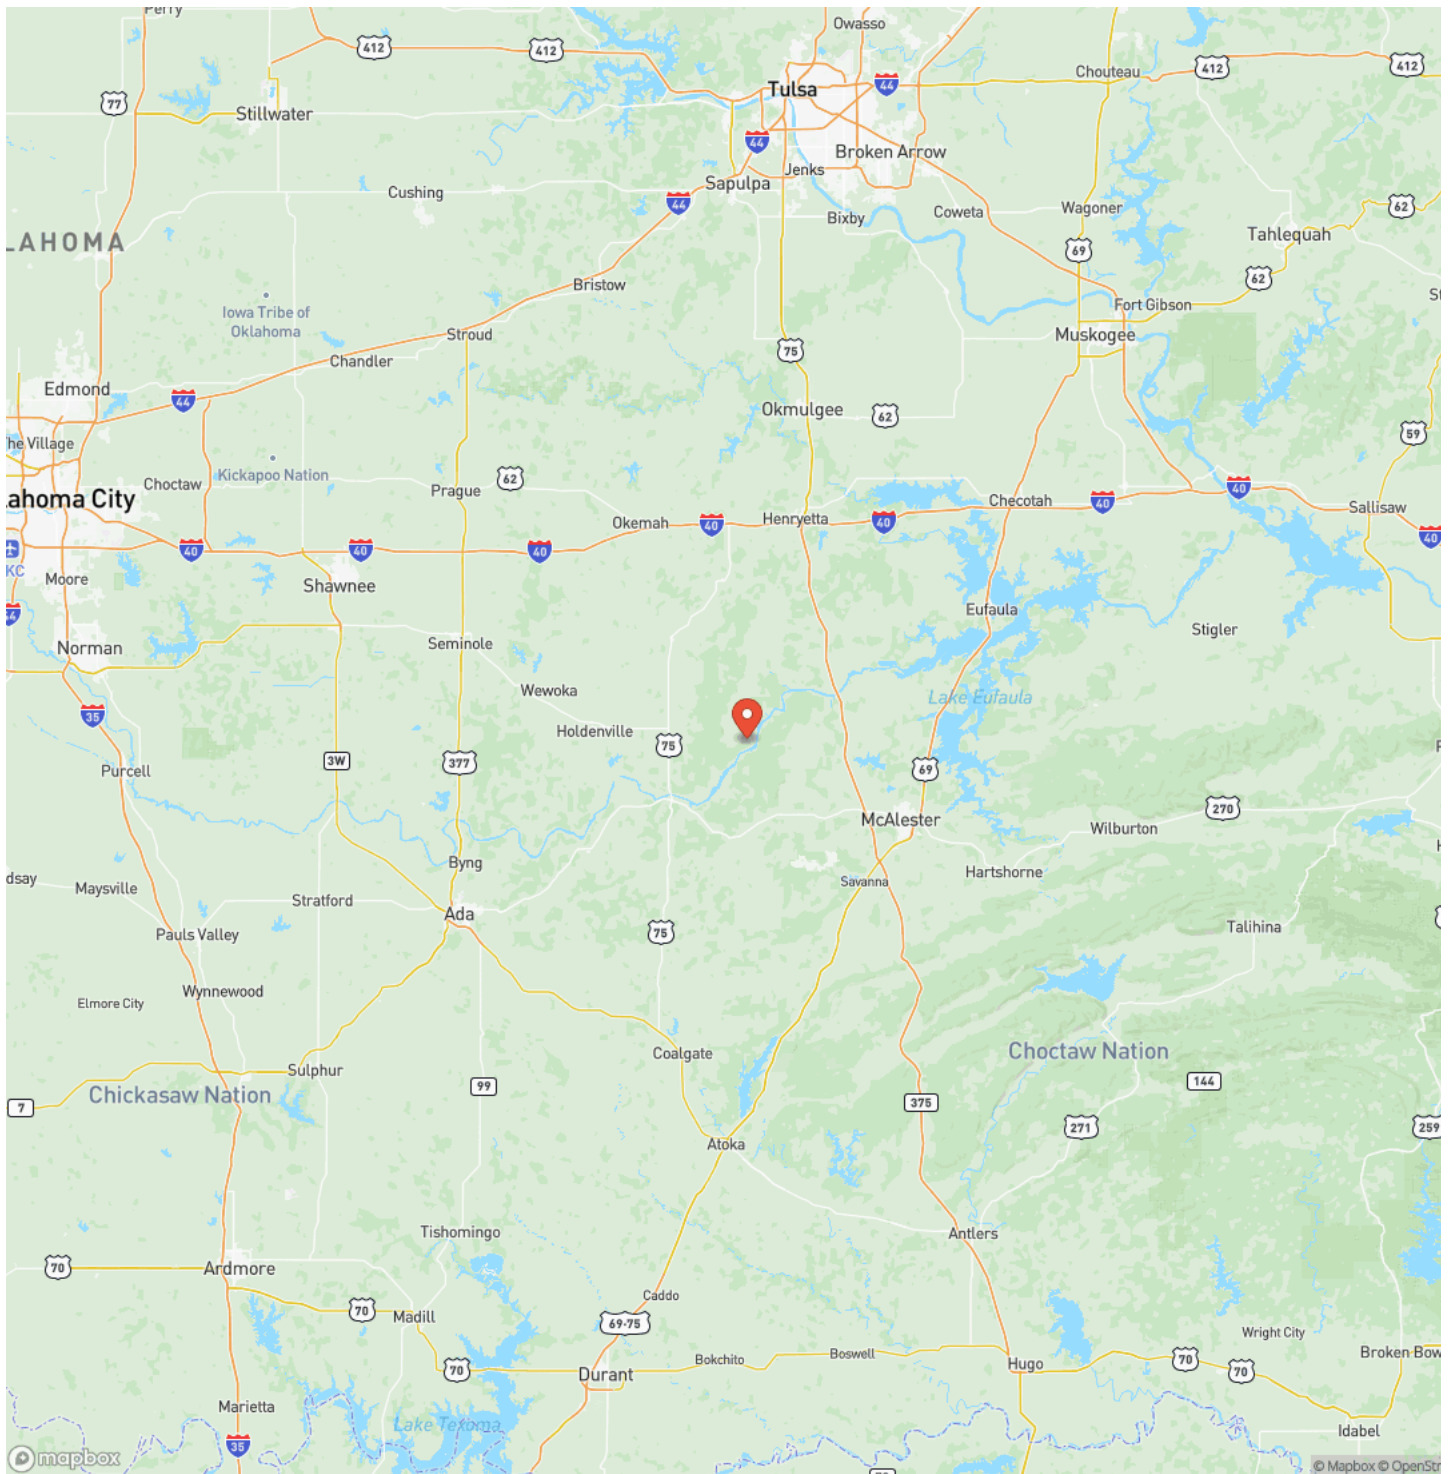 Perry
Owasso
412
412
412
412
Chouteau
77
Tulsa
44
Stillwater
44
Broken Arrow
Jenks
Sapulpa
Cushing
44
62
Wagoner
Coweta
Bixby
Tahlequah
LAHOMA
69
62
Bristow
Fort Gibson
Iowa Tribe of
Oklahoma
Stroud
Muskogee
75
Chandler
Edmond
44
Okmulgee
62
59
The Village
Kickapoo Nation
62
Choctaw
Prague
40
lahoma City
Checotah
40
Sallisaw
Okemah
40
Henryetta
40
40
40
40
40
KC
Moore
Shawnee
Eufaula
Stigler
Norman
Seminole
Wewoka
Lake Eufaula
35
Holdenville
75
3W
377
Purcell
69
270
McAlester
Wilburton
Byng
dsay
Maysville
Savanna
Hartshorne
Stratford
Ada
75
Talihina
Pauls Valley
Wynnewood
Elmore City
Coalgate
Choctaw Nation
Sulphur
144
99
Chickasaw Nation
7
375
271
259
Atoka
Tishomingo
Antlers
70
Ardmore
Caddo
70
Madill
69-75
Wright City
Boswell
Bokchito
Broken Bow
70
Durant
Hugo
70
70
Marietta
Lake Texoma
Idabel
35
mapbox
© Mapbox © OpenStr